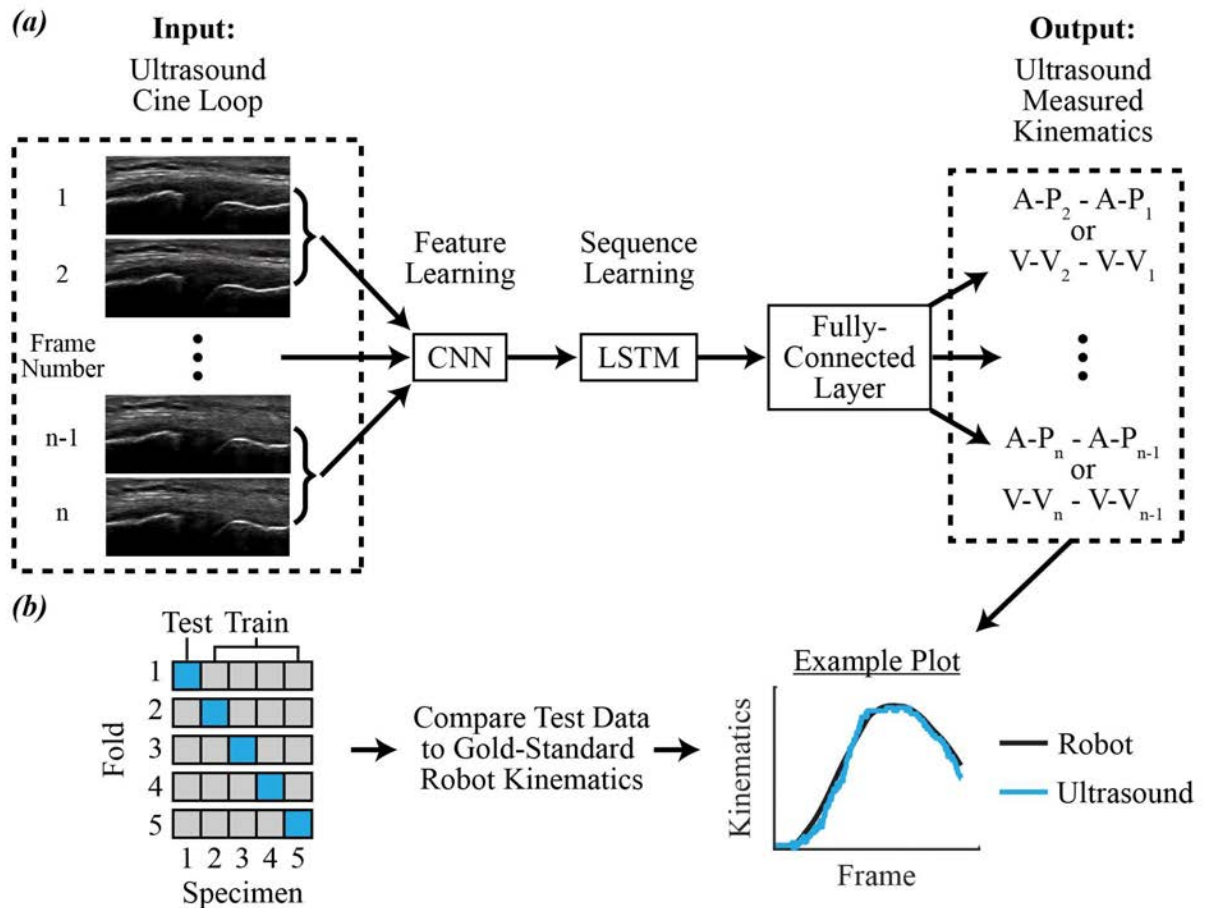 (a)
Input:
Ultrasound
Cine Loop
Output:
Ultrasound
Measured
Kinematics
1
2
Frame
Number
n-1
n
Feature
Learning
CNN
Sequence
Learning
LSTM
Fully-
Connected
Layer
A-P₂ - A-P₁
or
V-V₂ - V-V₁
A-Pₙ - A-Pₙ₋₁
or
V-Vₙ - V-Vₙ₋₁
(b)
Test Train
Fold
1
2
3
4
5
1 2 3 4 5
Specimen
Compare Test Data
to Gold-Standard
Robot Kinematics
Example Plot
Kinematics
Frame
Robot
Ultrasound